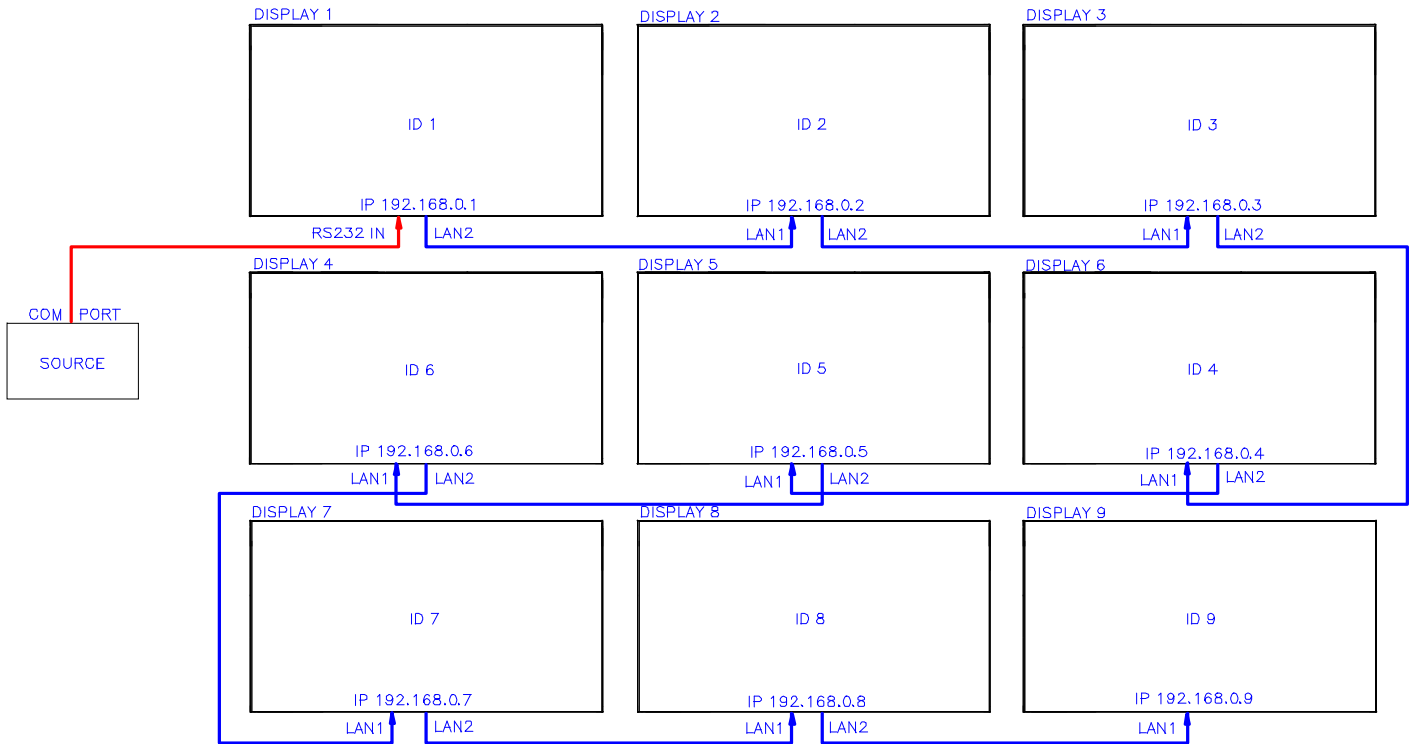 DISPLAY 1
DISPLAY 2
DISPLAY 3
ID 1
ID 2
ID 3
IP 192.168.0.1
IP 192.168.0.2
IP 192.168.0.3
RS232 IN
LAN2
LAN1
LAN2
LAN1
LAN2
DISPLAY 4
DISPLAY 5
DISPLAY 6
COM PORT
SOURCE
ID 6
ID 5
ID 4
IP 192.168.0.6
IP 192.168.0.5
IP 192.168.0.4
LAN1
LAN2
LAN1
LAN2
LAN1
LAN2
DISPLAY 7
DISPLAY 8
DISPLAY 9
ID 7
ID 8
ID 9
IP 192.168.0.7
IP 192.168.0.8
IP 192.168.0.9
LAN1
LAN2
LAN1
LAN2
LAN1